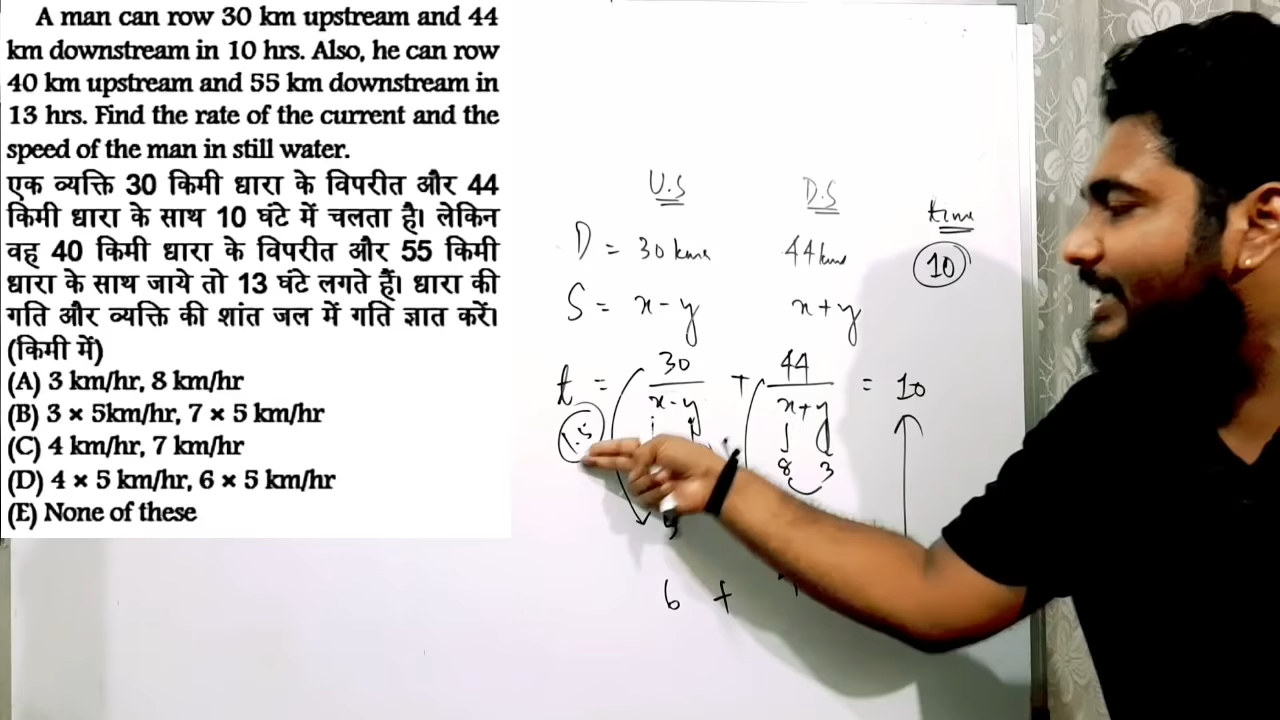 A man can row 30 km upstream and 44
km downstream in 10 hrs. Also, he can row
40 km upstream and 55 km downstream in
13 hrs. Find the rate of the current and the
speed of the man in still water.
एक व्यक्ति 30 किमी धारा के विपरीत और 44
किमी धारा के साथ 10 घंटे में चलता है। लेकिन
वह 40 किमी धारा के विपरीत और 55 किमी
धारा के साथ जाये तो 13 घंटे लगते हैं। धारा की
गति और व्यक्ति की शांत जल में गति ज्ञात करें।
(किमी में)
(A) 3 km/hr, 8 km/hr
(B) 3 × 5km/hr, 7 × 5 km/hr
(C) 4 km/hr, 7 km/hr
(D) 4 × 5 km/hr, 6 × 5 km/hr
(E) None of these
U.S D.S time
D = 30 kms 44 kms 10
S = x-y x+y
t = 30/x-y + 44/x+y = 10
1.5
8 3
5
6 +